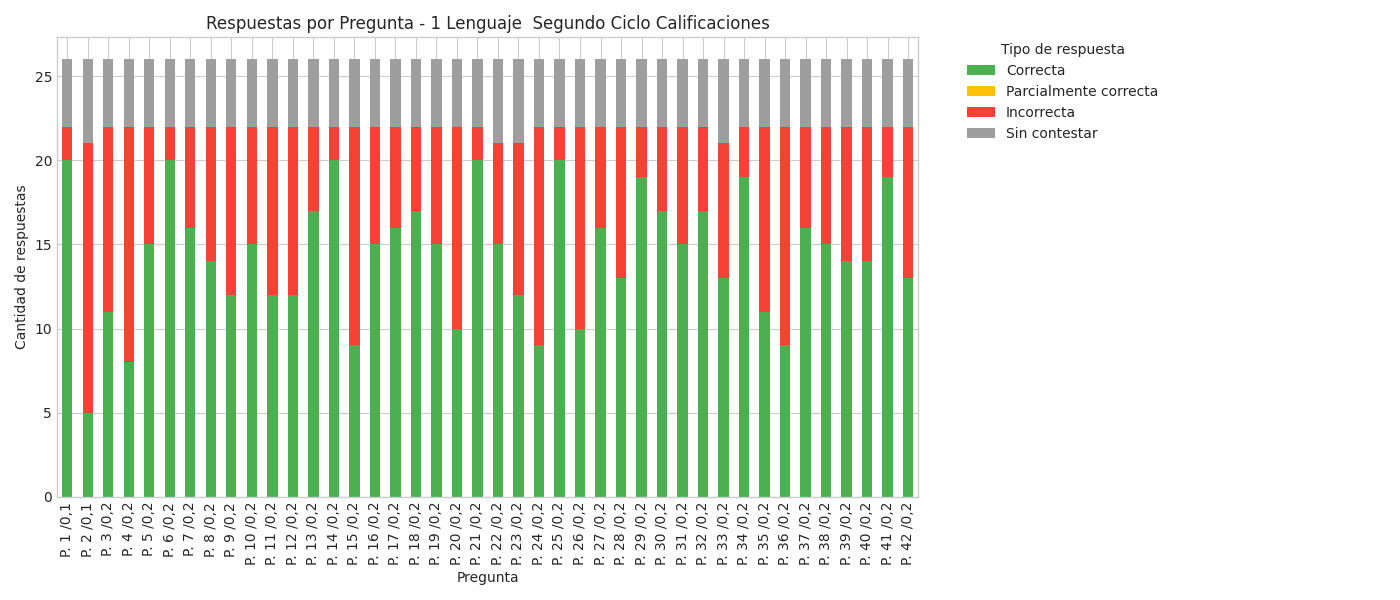 Respuestas por Pregunta - 1 Lenguaje  Segundo Ciclo Calificaciones
Tipo de respuesta
Correcta
Parcialmente correcta
Incorrecta
Sin contestar
Cantidad de respuestas
25
20
15
10
5
0
P. 1 /0,1
P. 2 /0,1
P. 3 /0,2
P. 4 /0,2
P. 5 /0,2
P. 6 /0,2
P. 7 /0,2
P. 8 /0,2
P. 9 /0,2
P. 10 /0,2
P. 11 /0,2
P. 12 /0,2
P. 13 /0,2
P. 14 /0,2
P. 15 /0,2
P. 16 /0,2
P. 17 /0,2
P. 18 /0,2
P. 19 /0,2
P. 20 /0,2
P. 21 /0,2
P. 22 /0,2
P. 23 /0,2
P. 24 /0,2
P. 25 /0,2
P. 26 /0,2
P. 27 /0,2
P. 28 /0,2
P. 29 /0,2
P. 30 /0,2
P. 31 /0,2
P. 32 /0,2
P. 33 /0,2
P. 34 /0,2
P. 35 /0,2
P. 36 /0,2
P. 37 /0,2
P. 38 /0,2
P. 39 /0,2
P. 40 /0,2
P. 41 /0,2
P. 42 /0,2
Pregunta